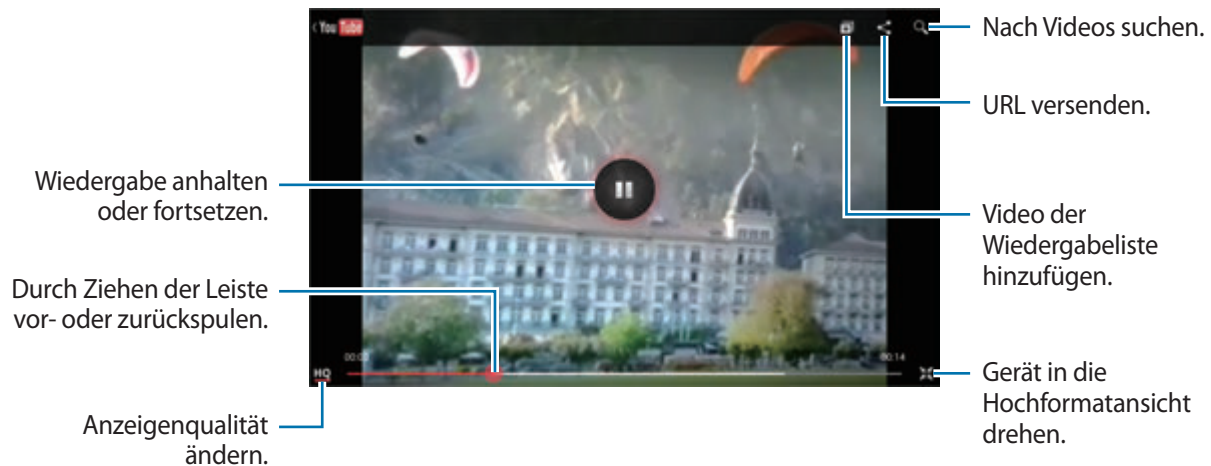 You Tube
Nach Videos suchen.
URL versenden.
Wiedergabe anhalten
oder fortsetzen.
Video der
Wiedergabeliste
hinzufügen.
Durch Ziehen der Leiste
vor- oder zurückspulen.
00:14
HQ
Gerät in die
Hochformatansicht
drehen.
Anzeigenqualität
ändern.